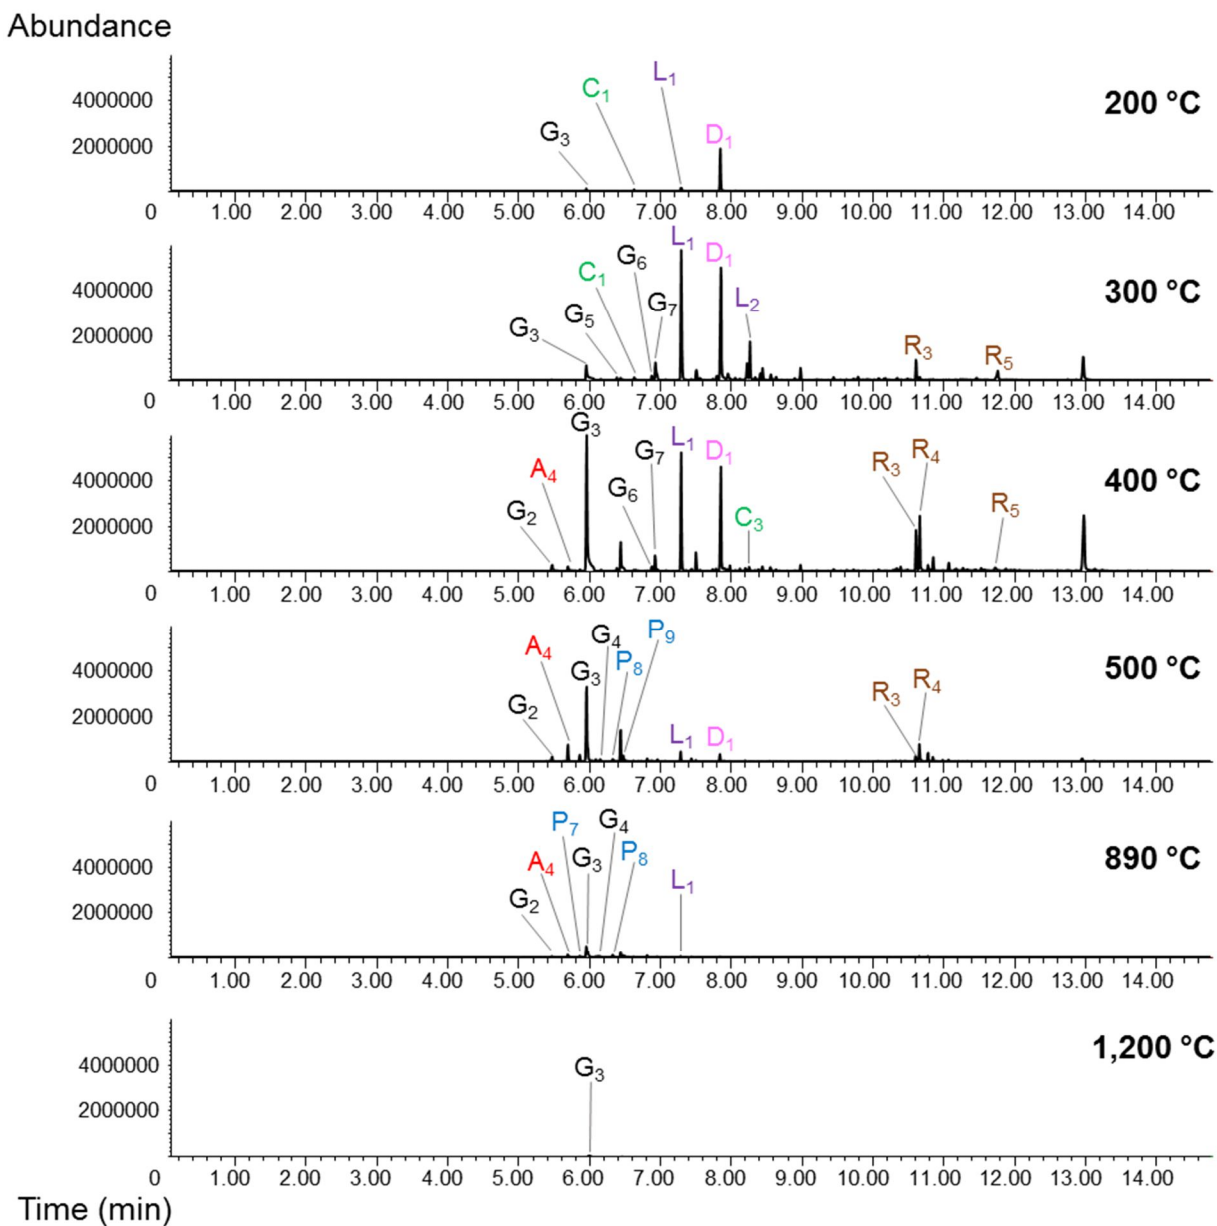 Abundance
200 °C
L₁
C₁
G₃
D₁
4000000
2000000
0 1.00 2.00 3.00 4.00 5.00 6.00 7.00 8.00 9.00 10.00 11.00 12.00 13.00 14.00
300 °C
L₁
D₁
G₆
C₁
G₇
L₂
G₅
G₃
R₃
R₅
4000000
2000000
0 1.00 2.00 3.00 4.00 5.00 6.00 7.00 8.00 9.00 10.00 11.00 12.00 13.00 14.00
400 °C
G₃
L₁
D₁
G₇
R₄
R₃
A₄
G₆
R₅
G₂
C₃
4000000
2000000
0 1.00 2.00 3.00 4.00 5.00 6.00 7.00 8.00 9.00 10.00 11.00 12.00 13.00 14.00
500 °C
P₉
G₄
A₄
P₈
G₃
R₄
R₃
G₂
L₁
D₁
4000000
2000000
0 1.00 2.00 3.00 4.00 5.00 6.00 7.00 8.00 9.00 10.00 11.00 12.00 13.00 14.00
890 °C
P₇
G₄
P₈
A₄
G₃
L₁
G₂
4000000
2000000
0 1.00 2.00 3.00 4.00 5.00 6.00 7.00 8.00 9.00 10.00 11.00 12.00 13.00 14.00
1,200 °C
G₃
4000000
2000000
0 1.00 2.00 3.00 4.00 5.00 6.00 7.00 8.00 9.00 10.00 11.00 12.00 13.00 14.00
Time (min)